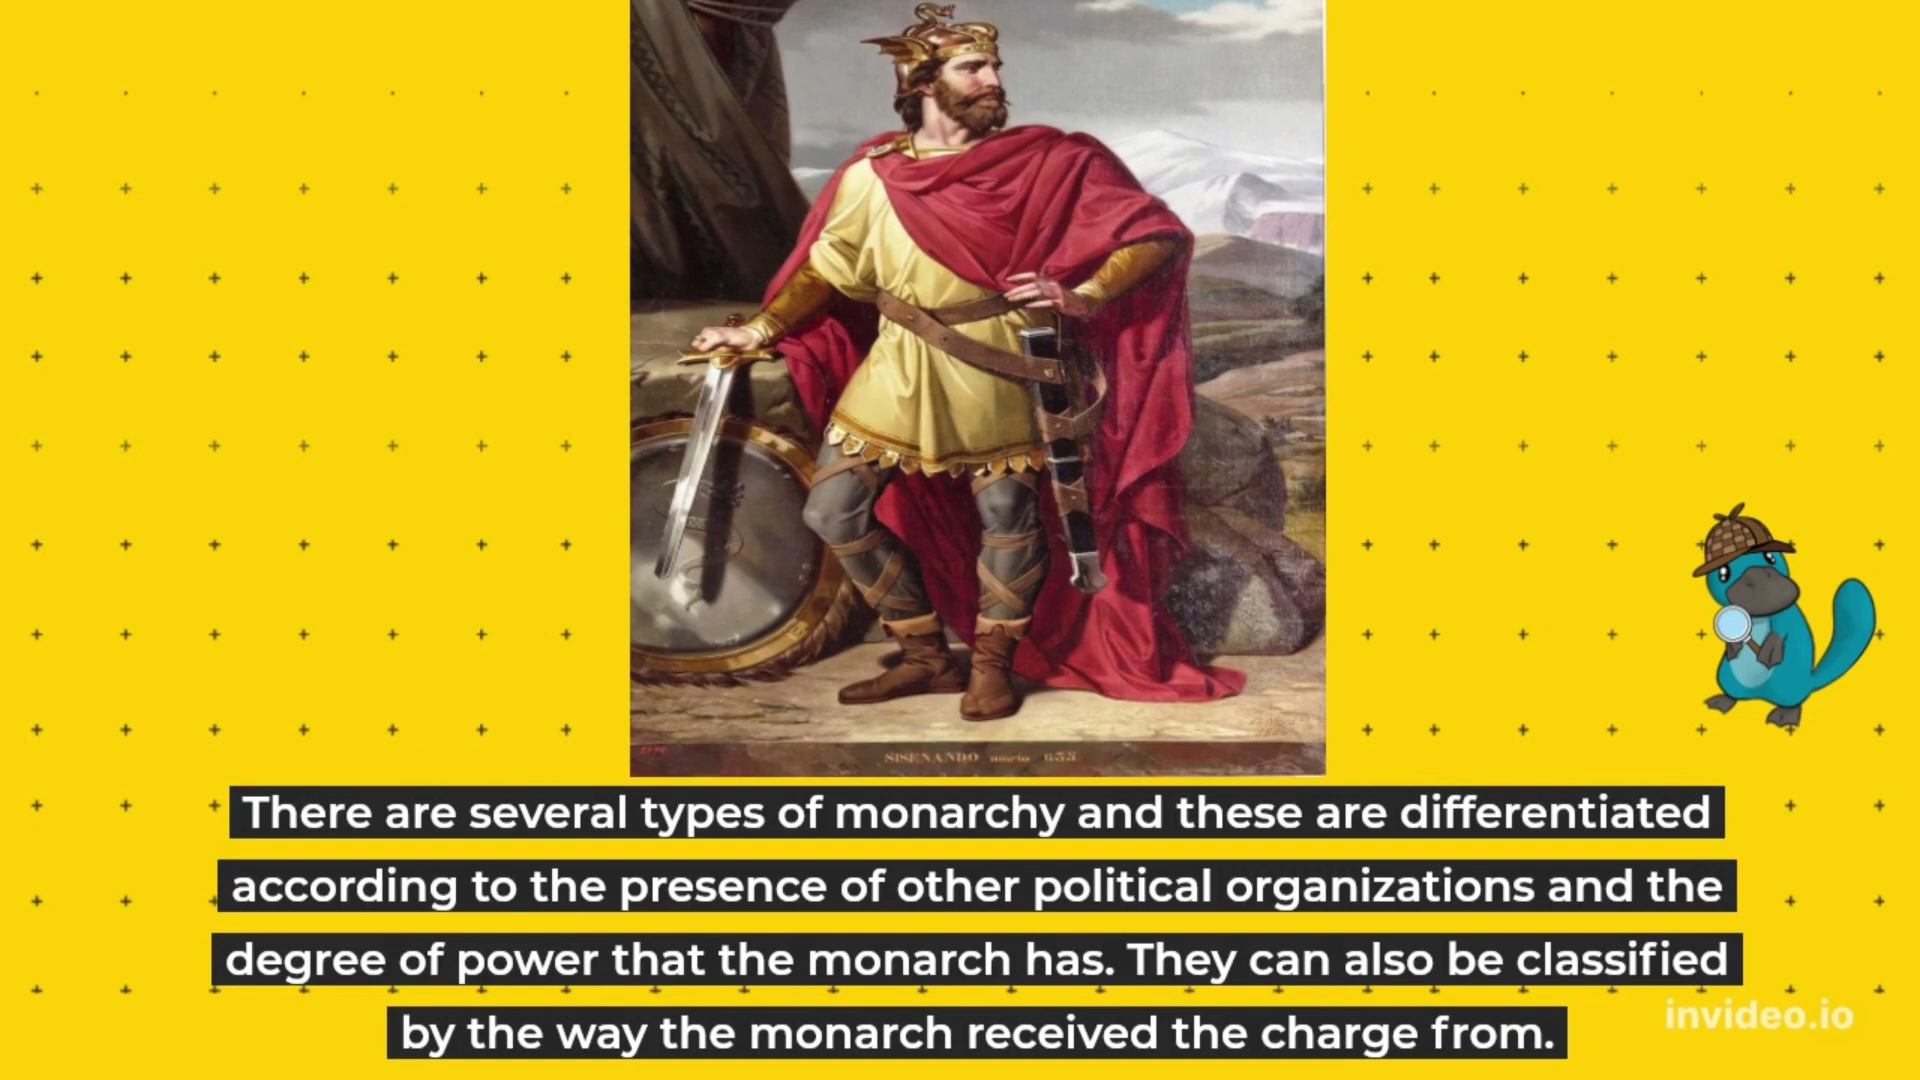 SISENANDO
There are several types of monarchy and these are differentiated
according to the presence of other political organizations and the
degree of power that the monarch has. They can also be classified
by the way the monarch received the charge from.
invideo.io